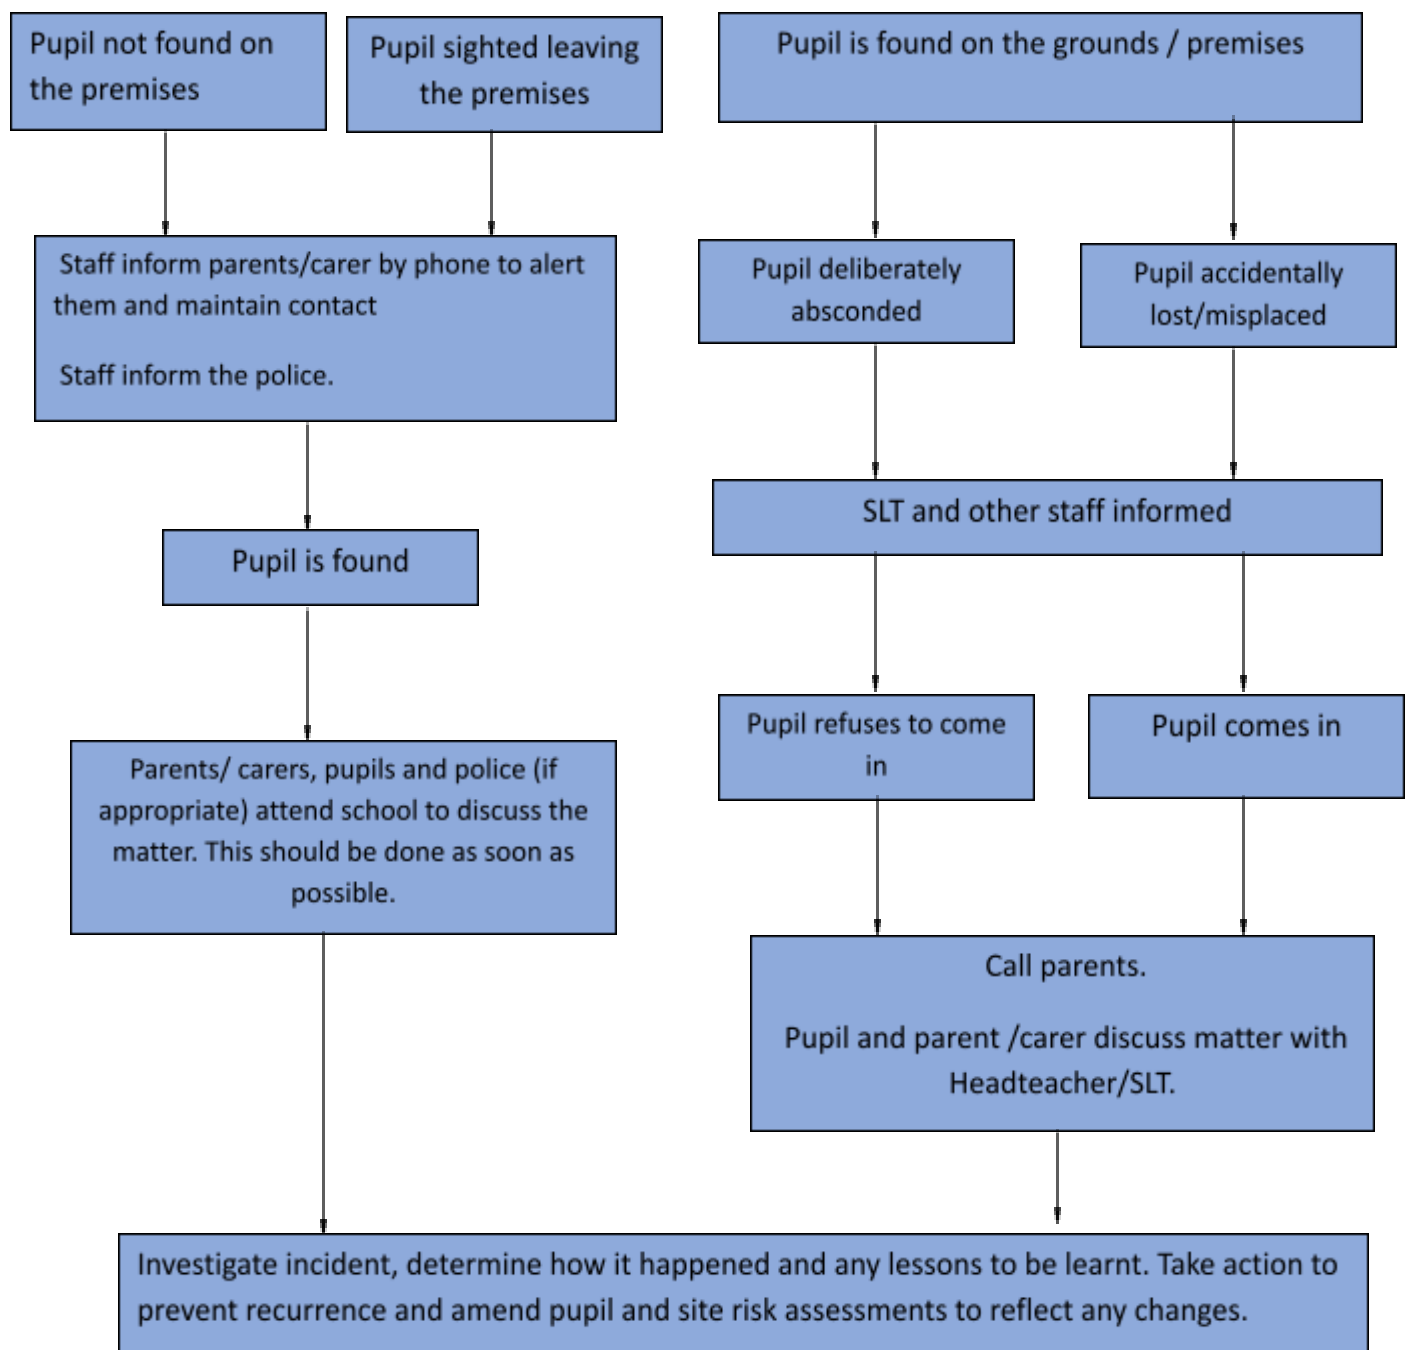 Pupil not found on
the premises
Pupil sighted leaving
the premises
Pupil is found on the grounds / premises
Staff inform parents/carer by phone to alert
them and maintain contact
Staff inform the police.
Pupil deliberately
absconded
Pupil accidentally
lost/misplaced
SLT and other staff informed
Pupil is found
Pupil refuses to come
in
Pupil comes in
Parents/ carers, pupils and police (if
appropriate) attend school to discuss the
matter. This should be done as soon as
possible.
Call parents.
Pupil and parent /carer discuss matter with
Headteacher/SLT.
Investigate incident, determine how it happened and any lessons to be learnt. Take action to
prevent recurrence and amend pupil and site risk assessments to reflect any changes.